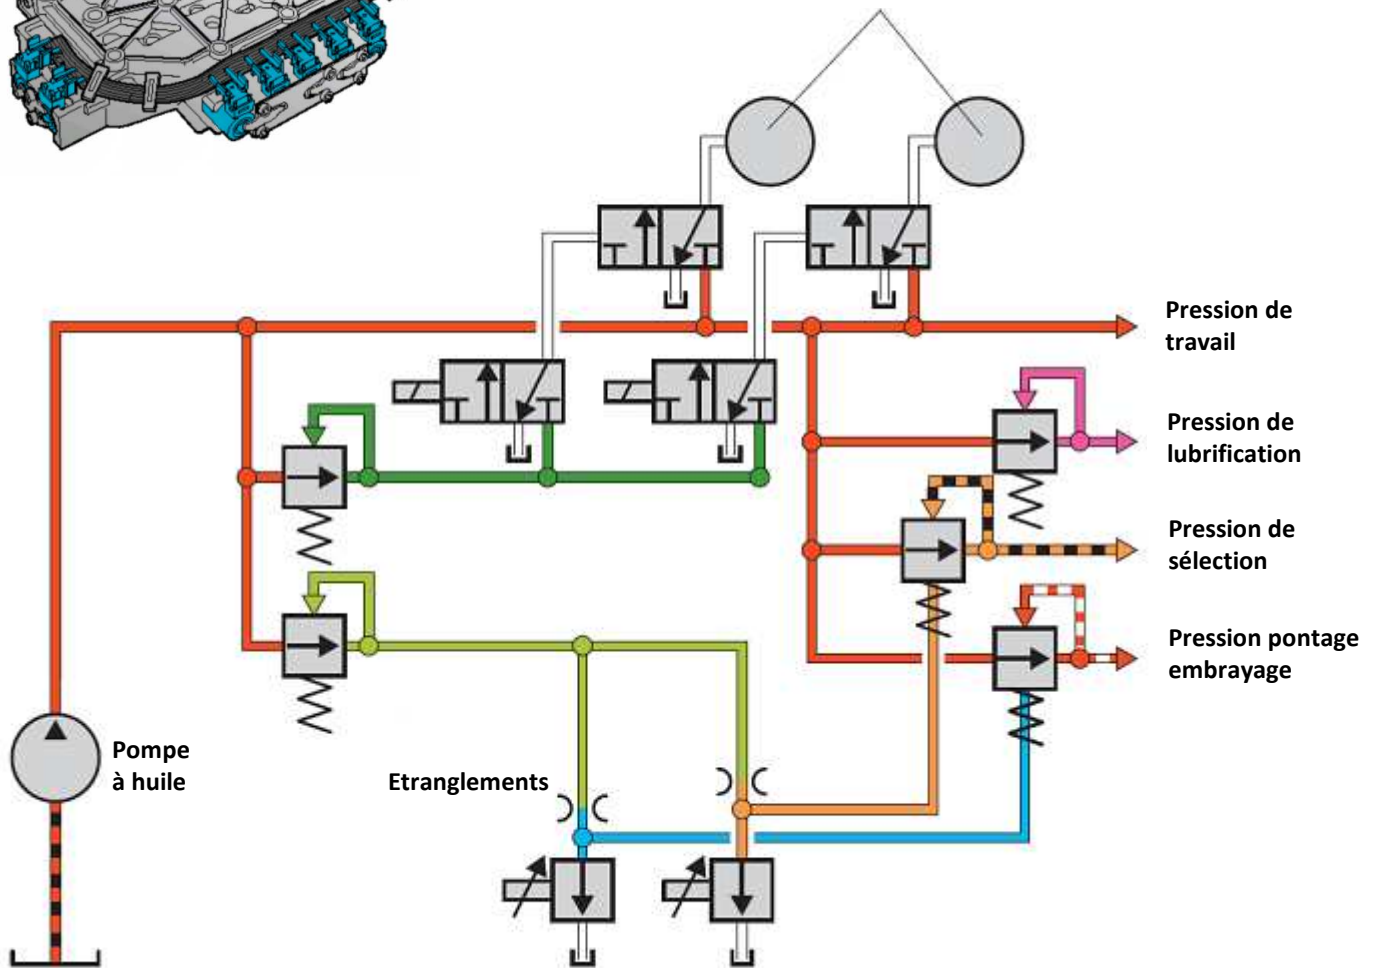 Pression de
travail
Pression de
lubrification
Pression de
sélection
Pression pontage
embrayage
Pompe
à huile
Etranglements